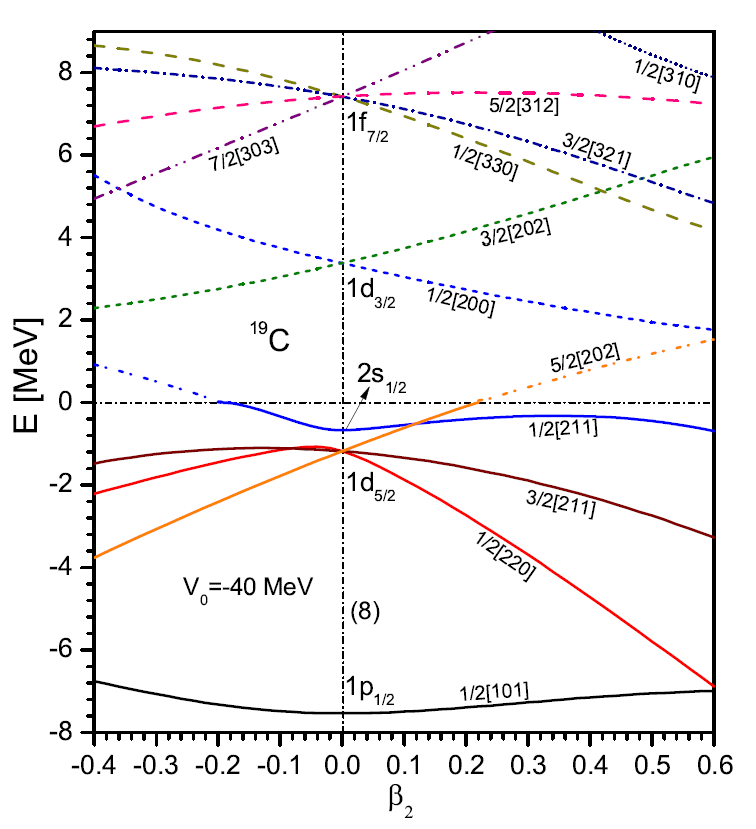 8
6
4
2
0
-2
-4
-6
-8
E [MeV]
1/2[310]
5/2[312]
1f7/2
3/2[321]
7/2[303]
1/2[330]
3/2[202]
1d3/2
1/2[200]
19C
5/2[202]
2s1/2
1/2[211]
1d5/2
3/2[211]
1/2[220]
V0=-40 MeV
(8)
1p1/2
1/2[101]
-0.4 -0.3 -0.2 -0.1 0.0 0.1 0.2 0.3 0.4 0.5 0.6
β2